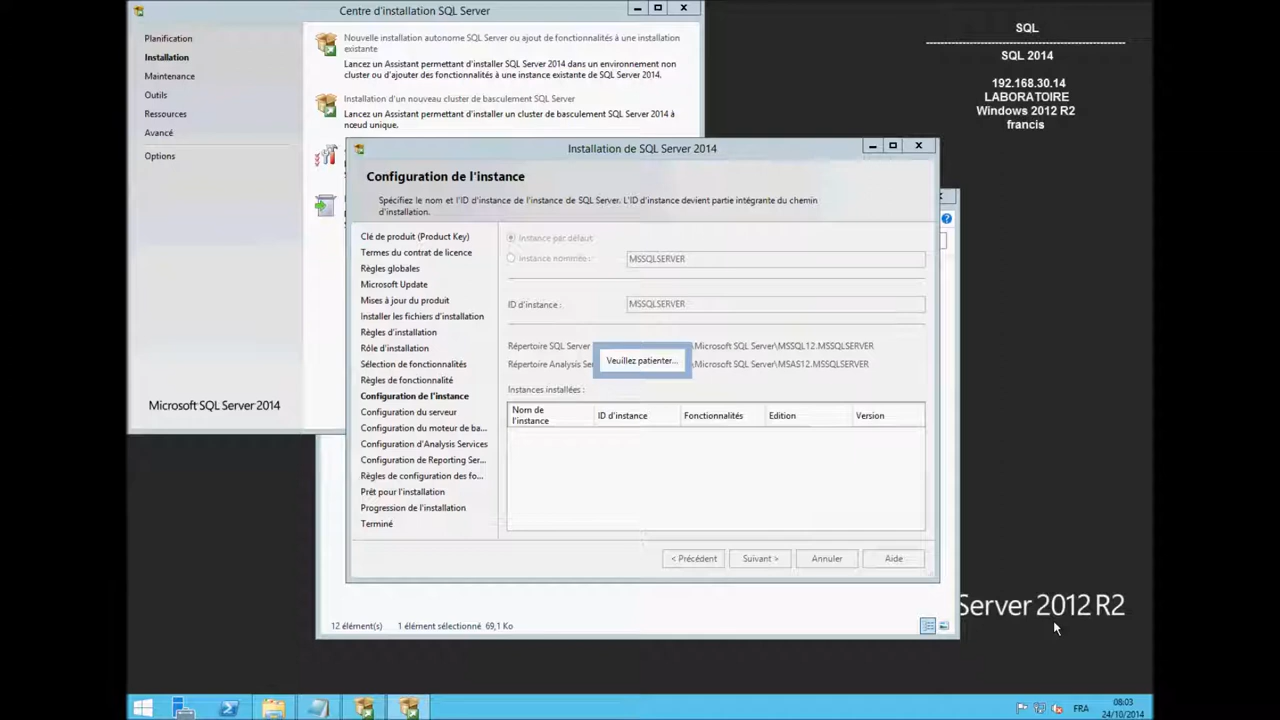 Centre d'installation SQL Server
Planification
Installation
Maintenance
Outils
Ressources
Avancé
Options
Nouvelle installation autonome SQL Server ou ajout de fonctionnalités à une installation
existante
Lancez un Assistant permettant d'installer SQL Server 2014 dans un environnement non
cluster ou d'ajouter des fonctionnalités à une instance existante de SQL Server 2014.
Installation d'un nouveau cluster de basculement SQL Server
Lancez un Assistant permettant d'installer un cluster de basculement SQL Server 2014 à
nœud unique.
Microsoft SQL Server 2014
SQL
SQL 2014
192.168.30.14
LABORATOIRE
Windows 2012 R2
francis
Installation de SQL Server 2014
Configuration de l'instance
Spécifiez le nom et l'ID d'instance de l'instance de SQL Server. L'ID d'instance devient partie intégrante du chemin
d'installation.
Clé de produit (Product Key)
Termes du contrat de licence
Règles globales
Microsoft Update
Mises à jour du produit
Installer les fichiers d'installation
Règles d'installation
Rôle d'installation
Sélection de fonctionnalités
Règles de fonctionnalité
Configuration de l'instance
Configuration du serveur
Configuration du moteur de ba...
Configuration d'Analysis Services
Configuration de Reporting Ser...
Règles de configuration des fo...
Prêt pour l'installation
Progression de l'installation
Terminé
Instance par défaut
Instance nommée : MSSQLSERVER
ID d'instance : MSSQLSERVER
Répertoire SQL Server \Microsoft SQL Server\MSSQL12.MSSQLSERVER
Veuillez patienter...
Répertoire Analysis Se \Microsoft SQL Server\MSAS12.MSSQLSERVER
Instances installées :
Nom de
l'instance
ID d'instance
Fonctionnalités
Edition
Version
< Précédent
Suivant >
Annuler
Aide
12 élément(s) 1 élément sélectionné 69,1 Ko
Server 2012 R2
FRA
08:03
24/10/2014